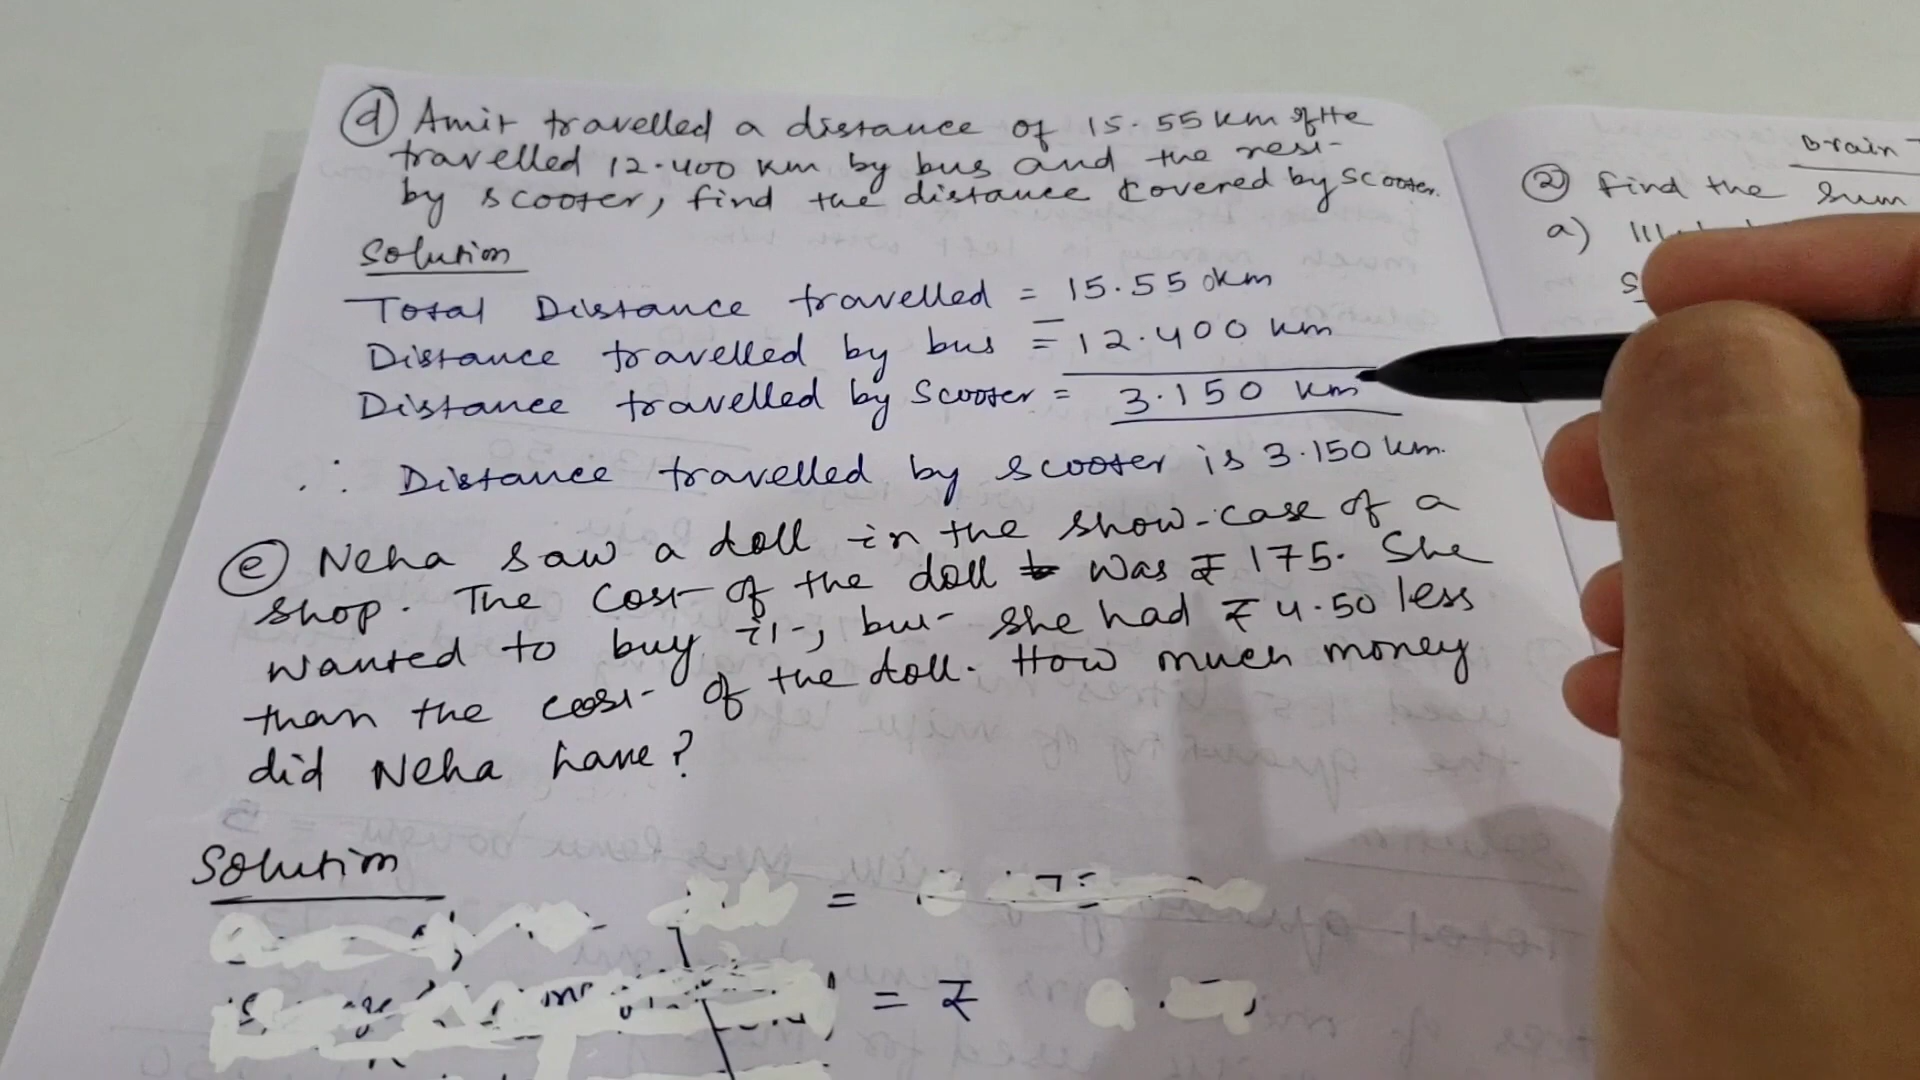 d Amit travelled a distance of 15.55 km If He
travelled 12.400 km by bus and the rest
by scooter, find the distance covered by scooter.
Solution
Total Distance travelled = 15.550km
Distance travelled by bus = 12.400 km
Distance travelled by Scooter = 3.150 km
∴ Distance travelled by scooter is 3.150 km.
e Neha saw a doll in the show-case of a
shop. The cost of the doll was ₹ 175. She
wanted to buy it, but she had ₹ 4.50 less
than the cost of the doll. How much money
did Neha have?
Solution
=
= ₹
Brain
2 Find the sum
a)